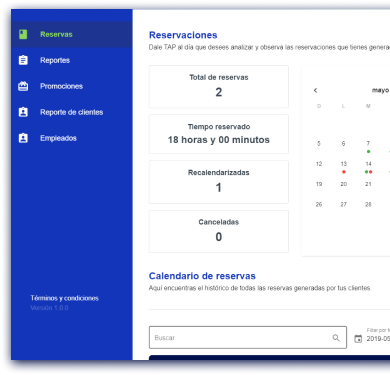 Reservas
Reportes
Promociones
Reporte de clientes
Empleados
Términos y condiciones
Versión 1.0.0
Reservaciones
Dale TAP al día que desees analizar y observa las reservaciones que tienes
Total de reservas
2
Tiempo reservado
18 horas y 00 minutos
Recalendarizadas
1
Canceladas
0
< mayo
D L M
5 6 7
12 13 14
19 20 21
26 27 28
Calendario de reservas
Aquí encuentras el histórico de todas las reservas generadas por tus clientes
Buscar
Filtar por
2019-05